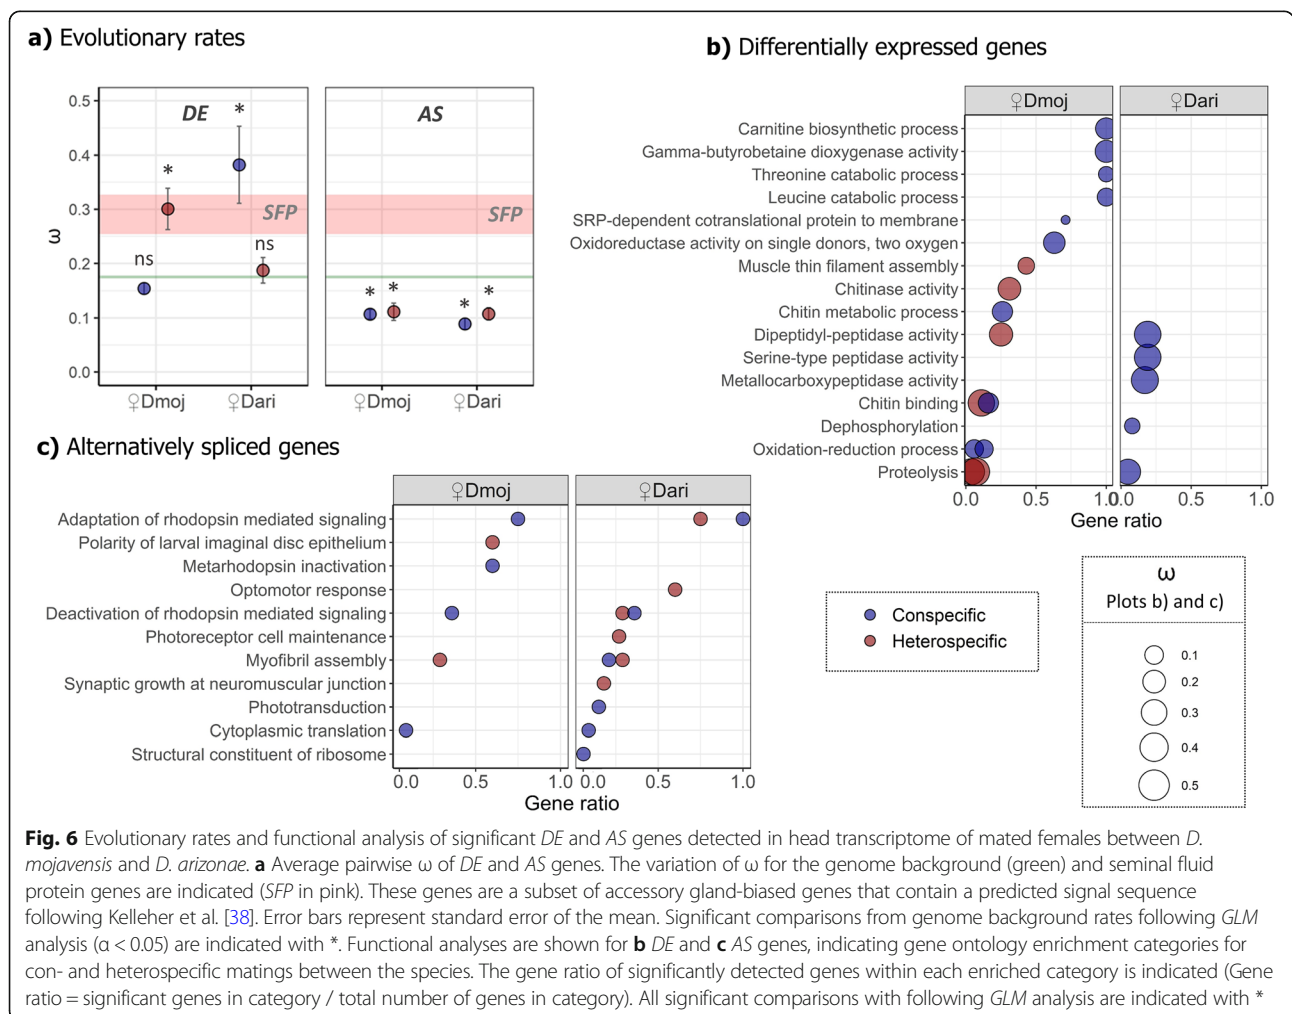 a) Evolutionary rates
0.5
0.4
0.3
0.2
0.1
0.0
ω
DE
AS
*
*
ns
ns
SFP
SFP
*
*
*
*
♀Dmoj
♀Dari
♀Dmoj
♀Dari
b) Differentially expressed genes
♀Dmoj
♀Dari
Carnitine biosynthetic process
Gamma-butyrobetaine dioxygenase activity
Threonine catabolic process
Leucine catabolic process
SRP-dependent cotranslational protein to membrane
Oxidoreductase activity on single donors, two oxygen
Muscle thin filament assembly
Chitinase activity
Chitin metabolic process
Dipeptidyl-peptidase activity
Serine-type peptidase activity
Metallocarboxypeptidase activity
Chitin binding
Dephosphorylation
Oxidation-reduction process
Proteolysis
0.0 0.5 1.0 0.0 0.5 1.0
Gene ratio
c) Alternatively spliced genes
♀Dmoj
♀Dari
Adaptation of rhodopsin mediated signaling
Polarity of larval imaginal disc epithelium
Metarhodopsin inactivation
Optomotor response
Deactivation of rhodopsin mediated signaling
Photoreceptor cell maintenance
Myofibril assembly
Synaptic growth at neuromuscular junction
Phototransduction
Cytoplasmic translation
Structural constituent of ribosome
0.0 0.5 1.0 0.0 0.5 1.0
Gene ratio
Conspecific
Heterospecific
ω
Plots b) and c)
0.1
0.2
0.3
0.4
0.5
Fig. 6 Evolutionary rates and functional analysis of significant DE and AS genes detected in head transcriptome of mated females between D.
mojavensis and D. arizonae. a Average pairwise ω of DE and AS genes. The variation of ω for the genome background (green) and seminal fluid
protein genes are indicated (SFP in pink). These genes are a subset of accessory gland-biased genes that contain a predicted signal sequence
following Kelleher et al. [38]. Error bars represent standard error of the mean. Significant comparisons from genome background rates following GLM
analysis (α < 0.05) are indicated with *. Functional analyses are shown for b DE and c AS genes, indicating gene ontology enrichment categories for
con- and heterospecific matings between the species. The gene ratio of significantly detected genes within each enriched category is indicated (Gene
ratio = significant genes in category / total number of genes in category). All significant comparisons with following GLM analysis are indicated with *